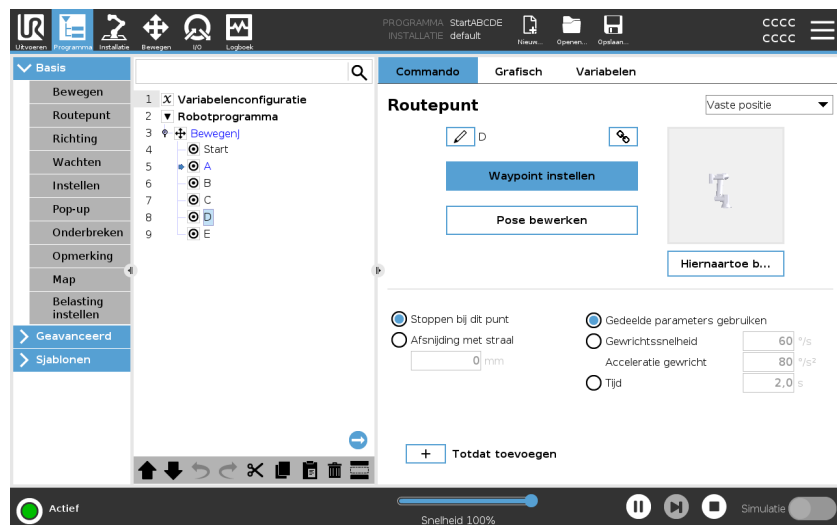 UR
PROGRAMMA StartABCDE
INSTALLATIE default
Uitvoeren Programma Installatie Bewegen I/O Logboek
Nieuw... Openen... Opslaan...
cccc
cccc
Basis
Bewegen
Routepunt
Richting
Wachten
Instellen
Pop-up
Onderbreken
Opmerking
Map
Belasting
instellen
Geavanceerd
Sjablonen
1 X Variabelenconfiguratie
2 Robotprogramma
3 BewegenJ
4 Start
5 A
6 B
7 C
8 D
9 E
Commando Grafisch Variabelen
Routepunt
Vaste positie
D
Waypoint instellen
Pose bewerken
Hiernaartoe b...
Stoppen bij dit punt
Afsnijding met straal
0 mm
Gedeelde parameters gebruiken
Gewrichtssnelheid 60 °/s
Acceleratie gewricht 80 °/s²
Tijd 2,0 s
+ Totdat toevoegen
Actief
Snelheid 100%
Simulatie